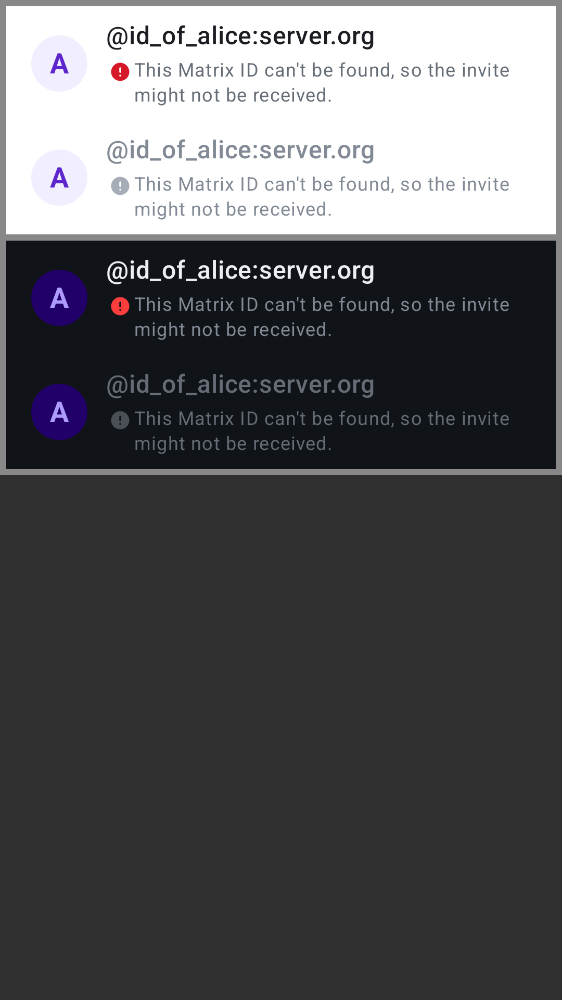 A
@id_of_alice:server.org
This Matrix ID can't be found, so the invite
might not be received.
A
@id_of_alice:server.org
This Matrix ID can't be found, so the invite
might not be received.
A
@id_of_alice:server.org
This Matrix ID can't be found, so the invite
might not be received.
A
@id_of_alice:server.org
This Matrix ID can't be found, so the invite
might not be received.